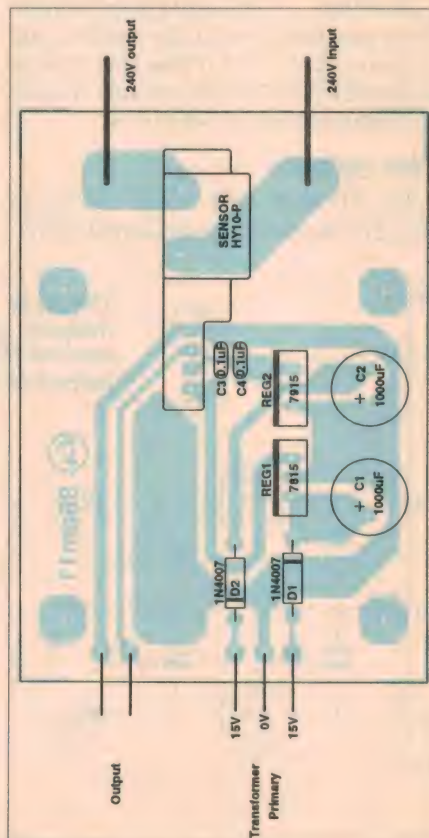 240V output
240V input
SENSOR
HY10-P
C3
0.1uF
C4
0.1uF
REG1
7815
REG2
7915
+ C1
1000uF
+ C2
1000uF
1N4007
D2
1N4007
D1
Output
15V
0V
15V
Transformer
Primary